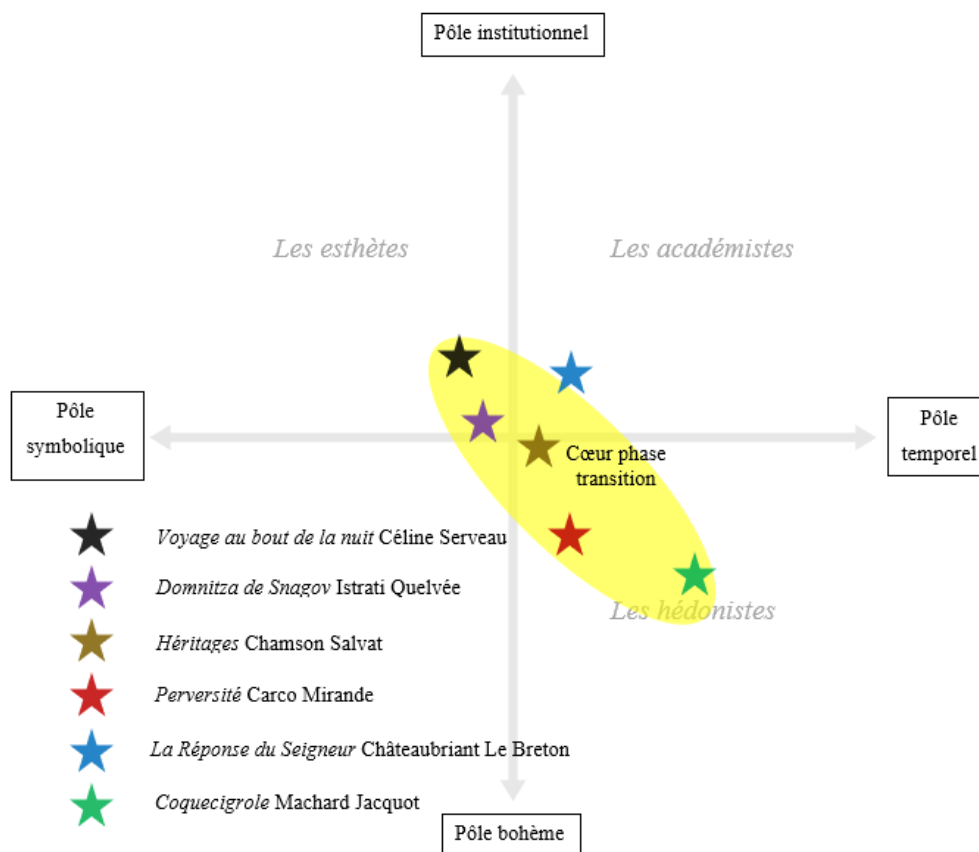 Pôle institutionnel
Les esthètes
Les académistes
Pôle
symbolique
Pôle
temporel
Cœur phase
transition
Voyage au bout de la nuit Céline Serveau
Domnitza de Snagov Istrati Quelvée
Les hédonistes
Héritages Chamson Salvat
Perversité Carco Mirande
La Réponse du Seigneur Châteaubriant Le Breton
Coquecigrole Machard Jacquot
Pôle bohème